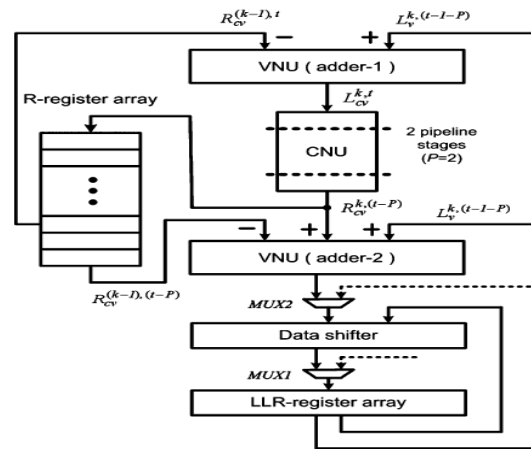 R_cv^(k-1),t
L_v^k,(t-1-P)
− +
VNU ( adder-1 )
L_cv^k,t
R-register array
CNU
2 pipeline
stages
(P=2)
R_cv^k,(t-P)
L_v^k,(t-1-P)
− + +
VNU ( adder-2 )
R_cv^(k-1),(t-P)
MUX2
Data shifter
MUX1
LLR-register array